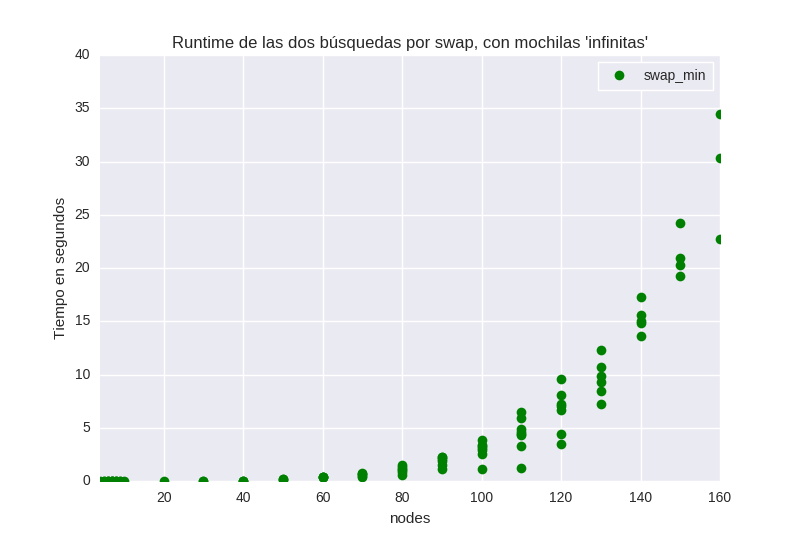 Runtime de las dos búsquedas por swap, con mochilas 'infinitas'
swap_min
Tiempo en segundos
40
35
30
25
20
15
10
5
0
20 40 60 80 100 120 140 160
nodes